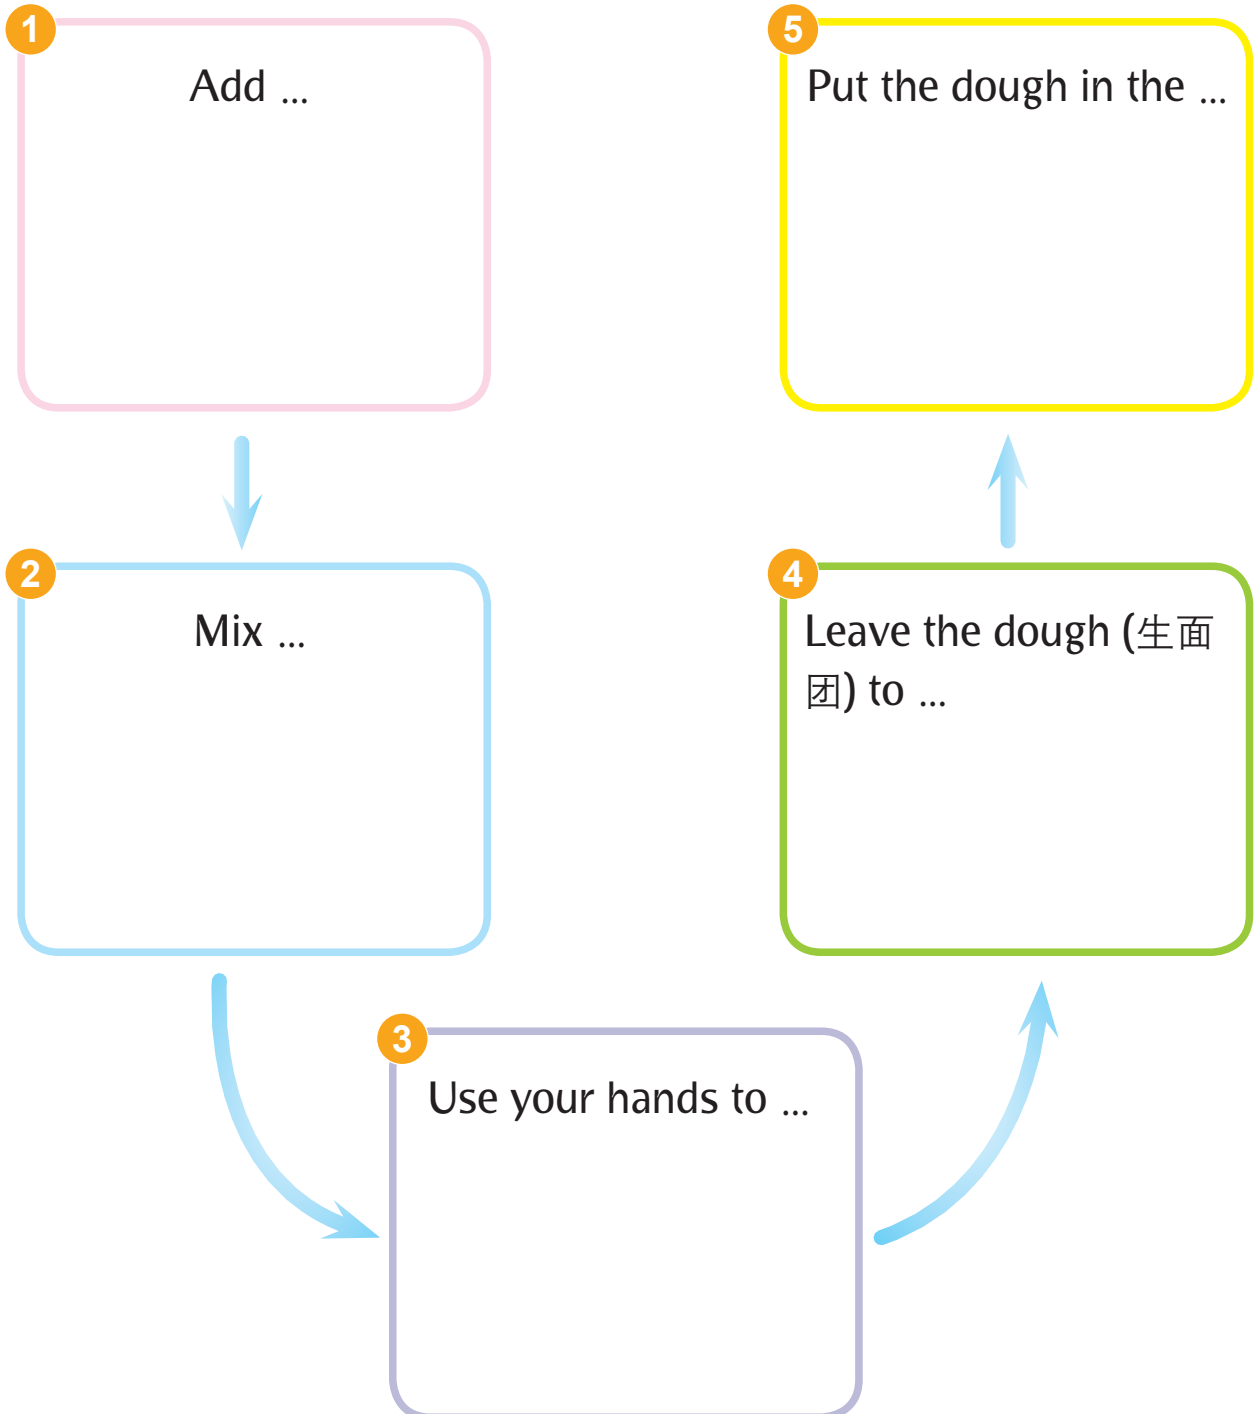 1
Add ...
2
Mix ...
3
Use your hands to ...
4
Leave the dough (生面
团) to ...
5
Put the dough in the ...